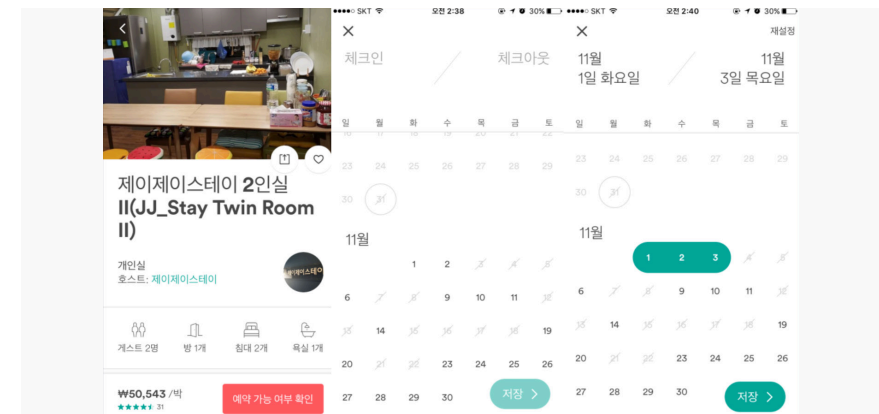 제이제이스테이 2인실
II(JJ_Stay Twin Room
II)
개인실
호스트: 제이제이스테이
게스트 2명 방 1개 침대 2개 욕실 1개
₩50,543 /박
31
예약 가능 여부 확인
●●●●○ SKT 오전 2:38 30%
체크인 체크아웃
일 월 화 수 목 금 토
16 17 18 19 20 21 22
23 24 25 26 27 28 29
30 31
11월
1 2 3 4 5
6 7 8 9 10 11 12
13 14 15 16 17 18 19
20 21 22 23 24 25 26
27 28 29 30
저장
●●●●○ SKT 오전 2:40 30%
재설정
11월 11월
1일 화요일 3일 목요일
일 월 화 수 목 금 토
23 24 25 26 27 28 29
30 31
11월
1 2 3 4 5
6 7 8 9 10 11 12
13 14 15 16 17 18 19
20 21 22 23 24 25 26
27 28 29 30
저장